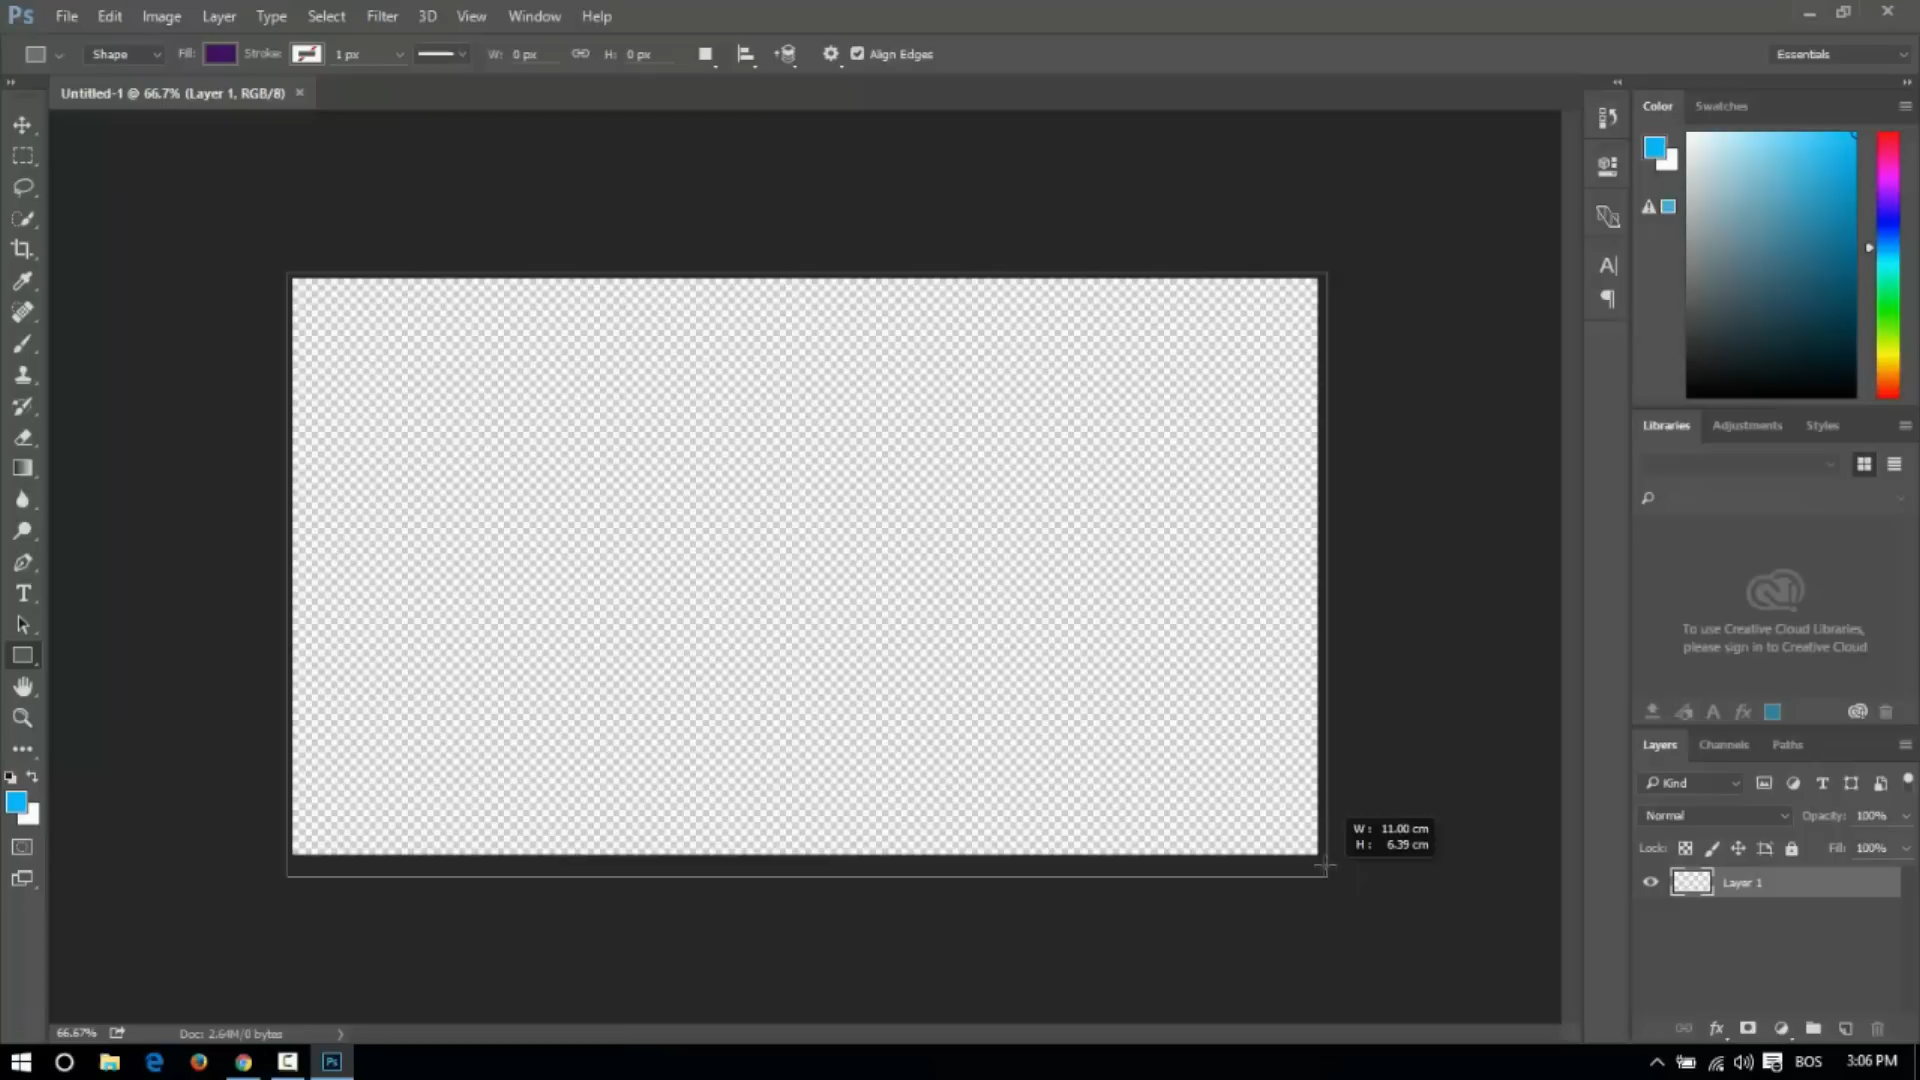 Ps File Edit Image Layer Type Select Filter 3D View Window Help
Shape Fill: Stroke: 1 px W: 0 px H: 0 px Align Edges Essentials
Untitled-1 @ 66.7% (Layer 1, RGB/8) ×
Color Swatches
Libraries Adjustments Styles
To use Creative Cloud Libraries,
please sign in to Creative Cloud
Layers Channels Paths
Kind
Normal Opacity: 100%
Lock: Fill: 100%
W: 11.00 cm
H: 6.39 cm
Layer 1
66.67% Doc: 2.64M/0 bytes
BOS 3:06 PM